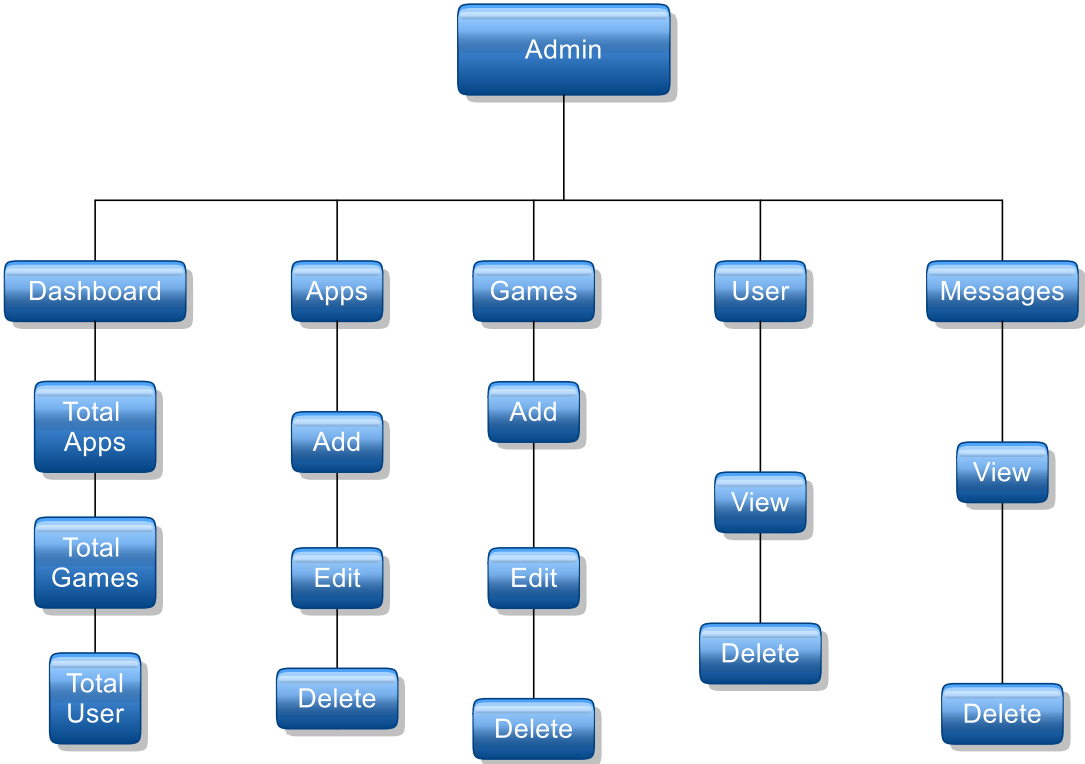 Admin
Dashboard
Apps
Games
User
Messages
Total
Apps
Total
Games
Total
User
Add
Edit
Delete
Add
Edit
Delete
View
Delete
View
Delete